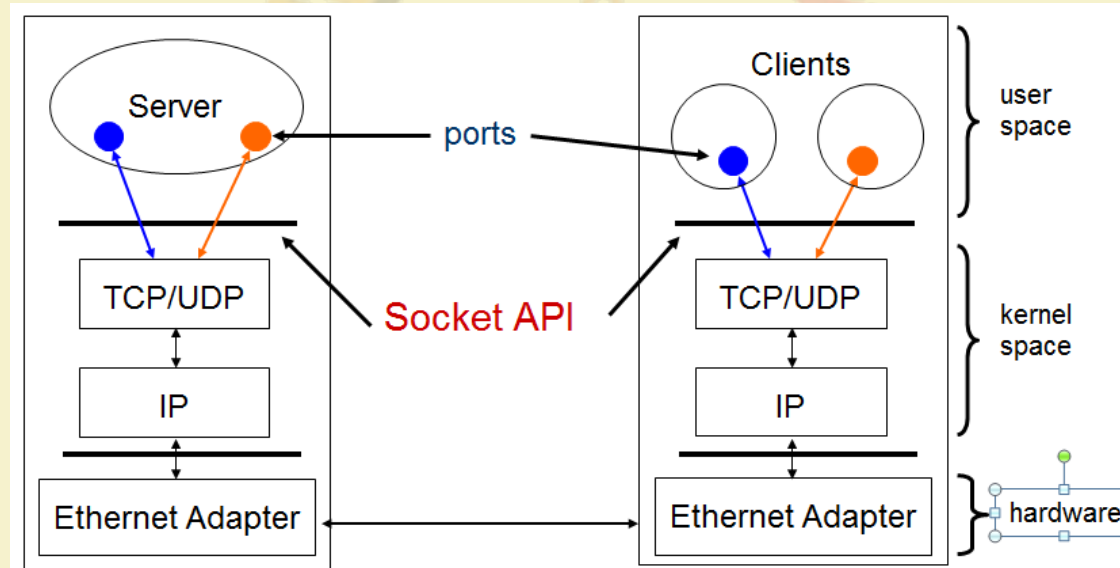 Server
ports
Clients
user
space
Socket API
TCP/UDP
TCP/UDP
kernel
space
IP
IP
Ethernet Adapter
Ethernet Adapter
hardware